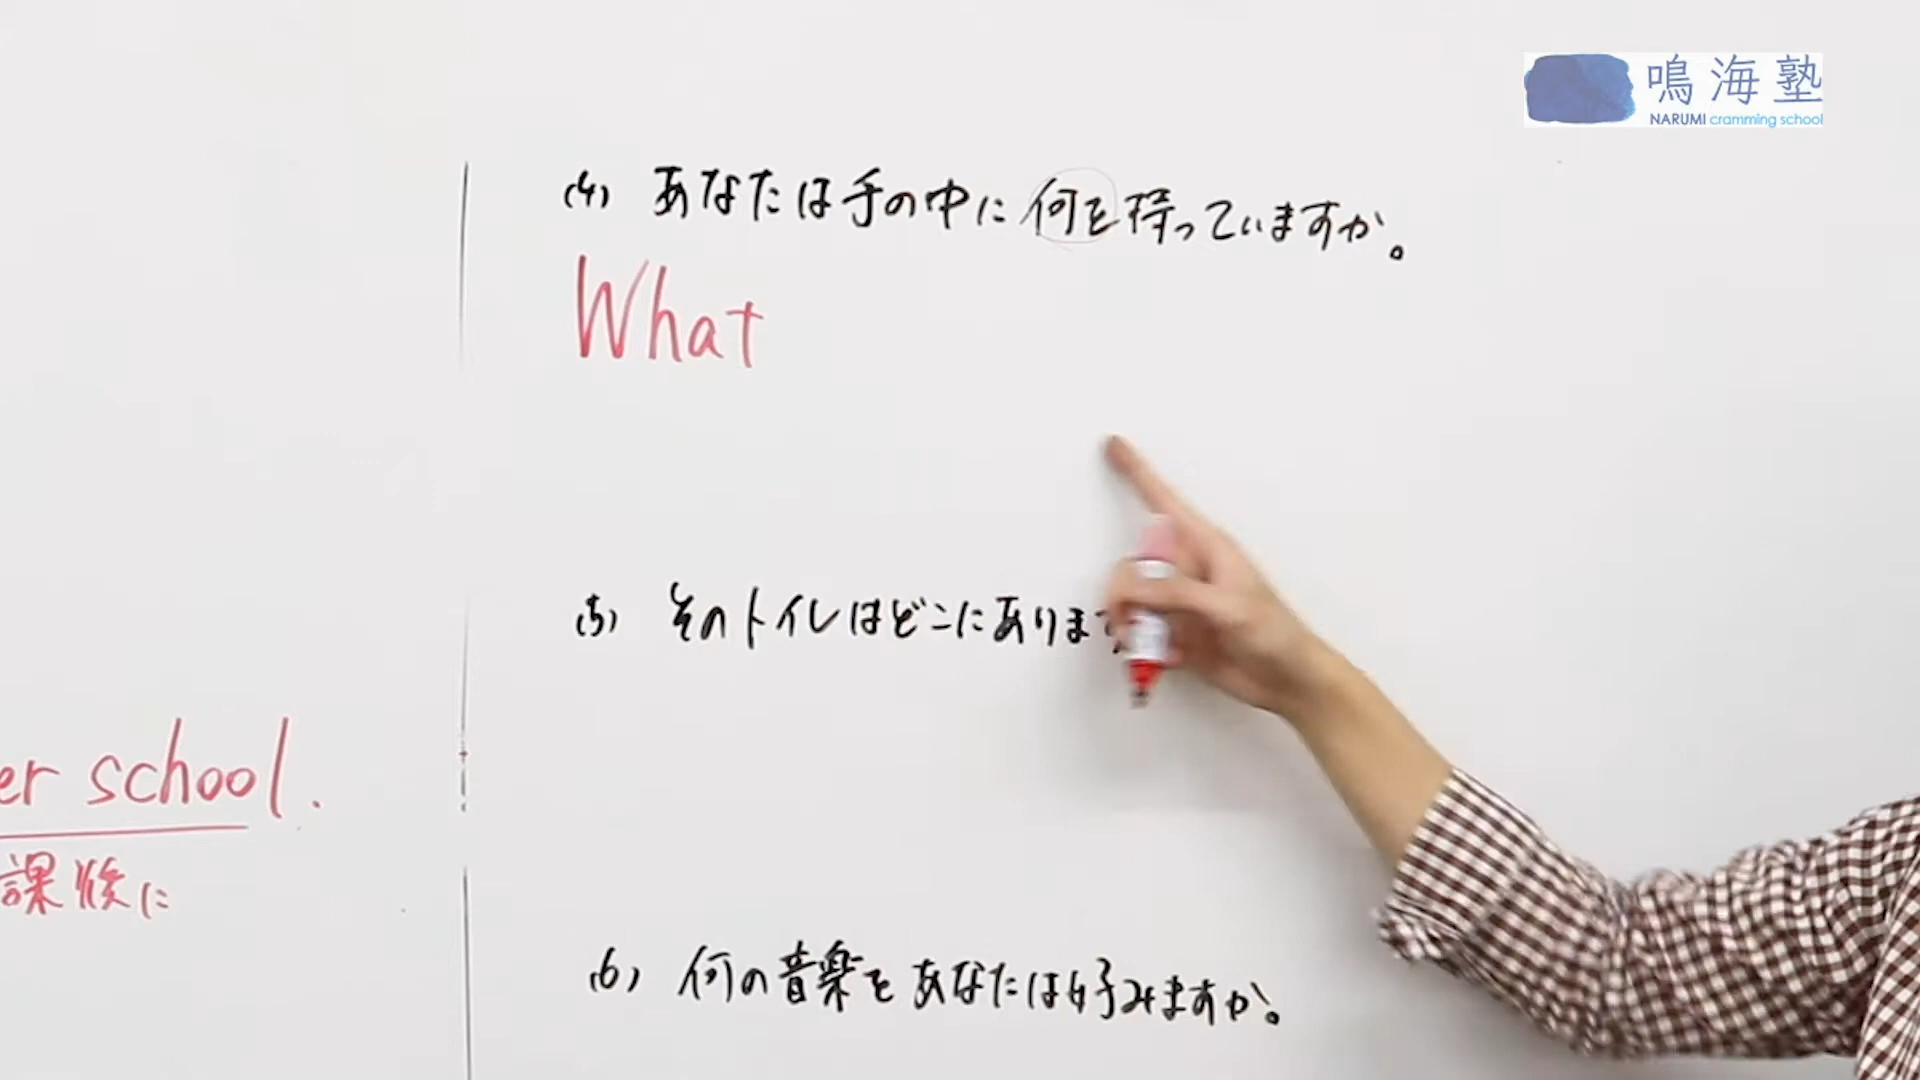 鳴海塾
NARUMI cramming school
(4) あなたは手の中に何を持っていますか。
What
(5) そのトイレはどこにあります
er school.
課後に
(6) 何の音楽をあなたは好みますか。